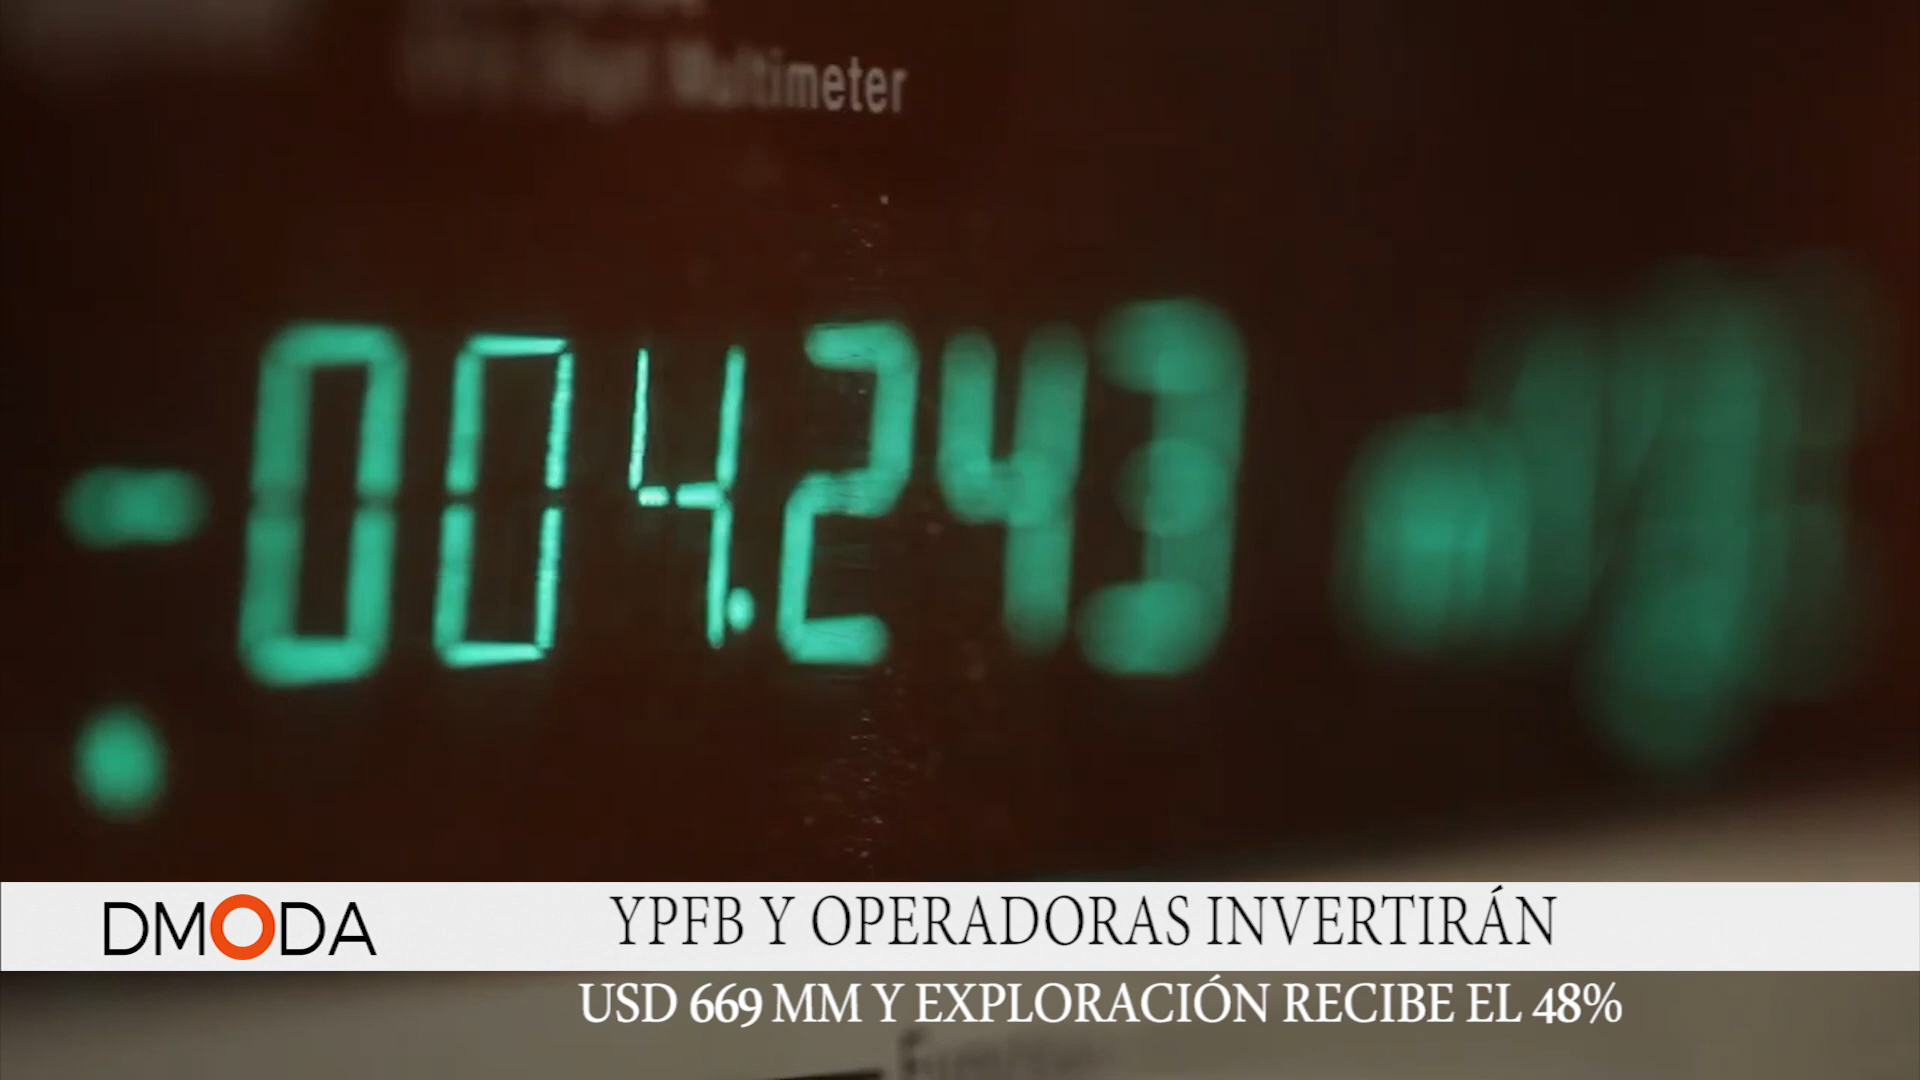 Multimeter
-004.243
DMODA
YPFB Y OPERADORAS INVERTIRÁN
USD 669 MM Y EXPLORACIÓN RECIBE EL 48%